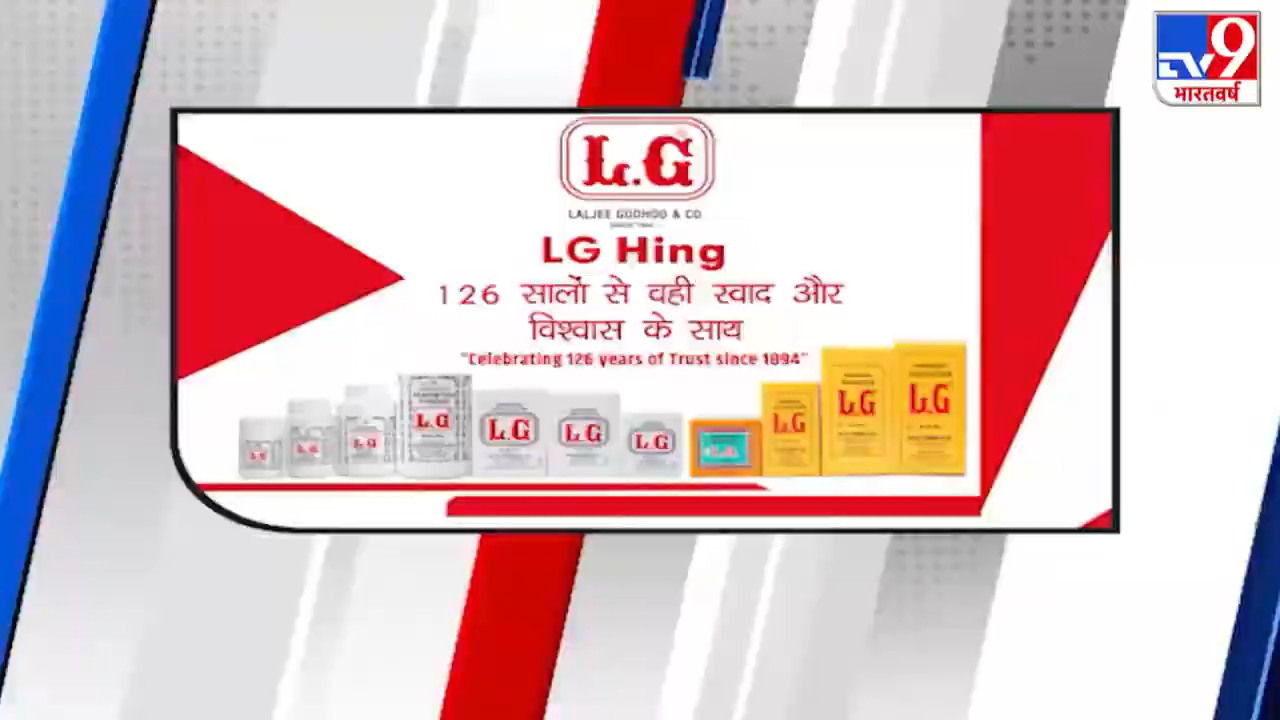 TV9
भारतवर्ष
L.G
LALJEE GODHOO & CO
LG Hing
126 सालों से वही स्वाद और
विश्वास के साथ
"Celebrating 126 years of Trust since 1894"
L.G
L.G
L.G
L.G
L.G
L.G
L.G
L.G
L.G
L.G
L.G